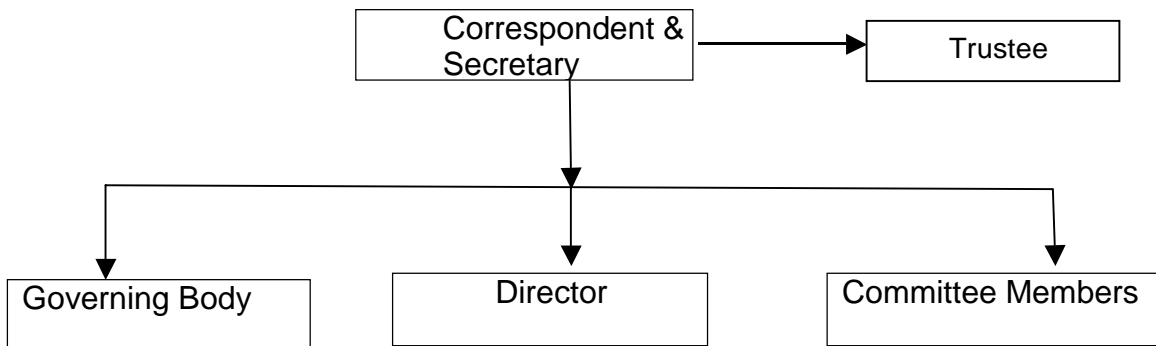 Correspondent &
Secretary
Trustee
Governing Body
Director
Committee Members